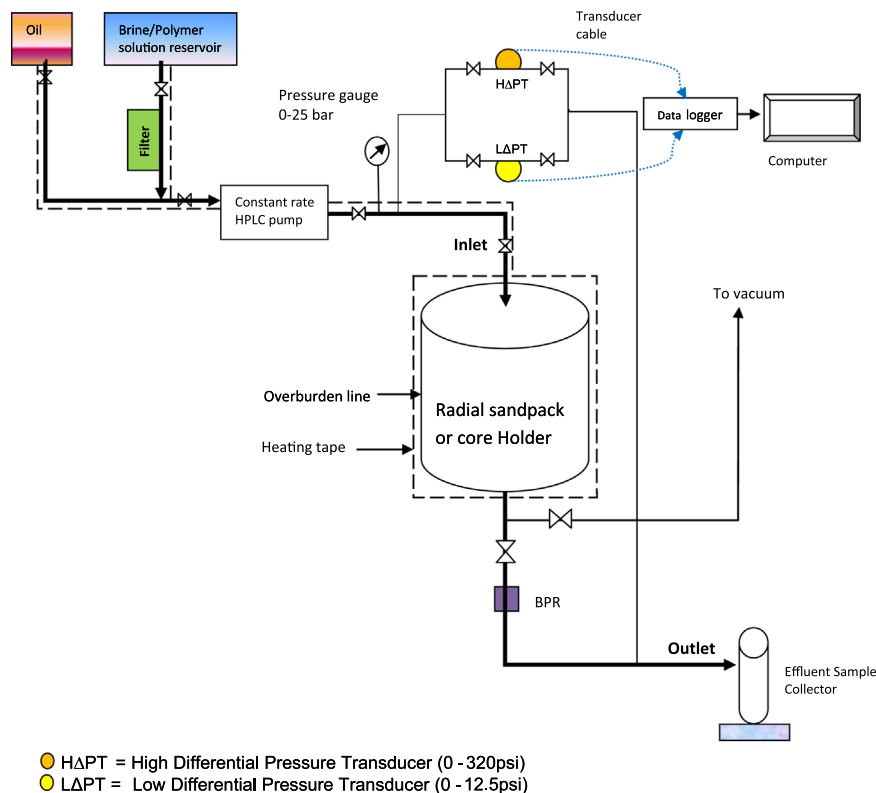 Oil
Brine/Polymer
solution reservoir
Filter
Constant rate
HPLC pump
Pressure gauge
0-25 bar
Transducer
cable
HΔPT
LΔPT
Data logger
Computer
Inlet
To vacuum
Overburden line
Heating tape
Radial sandpack
or core Holder
BPR
Outlet
Effluent Sample
Collector
HΔPT = High Differential Pressure Transducer (0 - 320psi)
LΔPT = Low Differential Pressure Transducer (0 - 12.5psi)